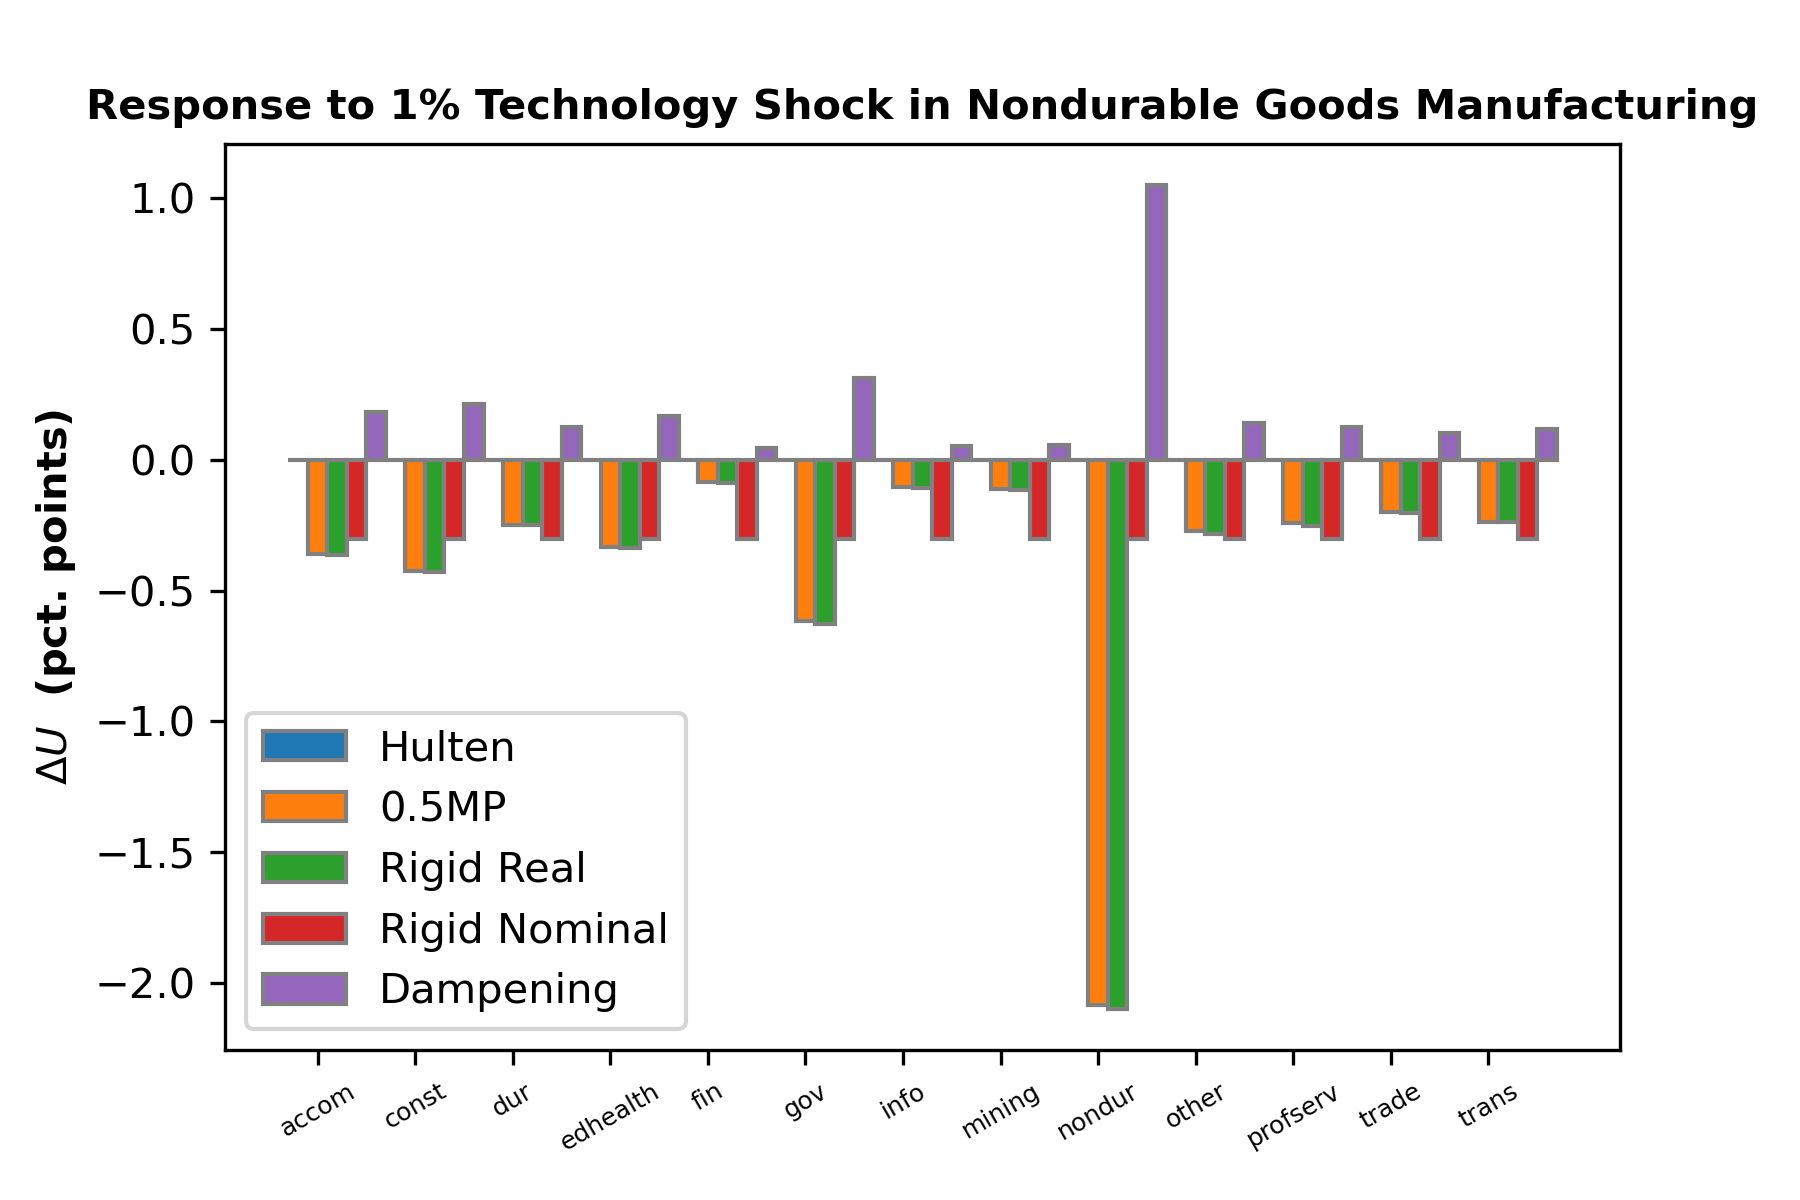 Response to 1% Technology Shock in Nondurable Goods Manufacturing
ΔU (pct. points)
1.0
0.5
0.0
−0.5
−1.0
−1.5
−2.0
Hulten
0.5MP
Rigid Real
Rigid Nominal
Dampening
accom const dur edhealth fin gov info mining nondur other profserv trade trans